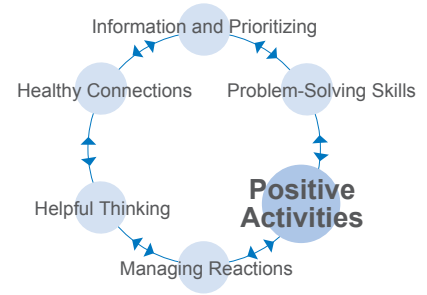 Information and Prioritizing
Healthy Connections
Problem-Solving Skills
Positive
Activities
Helpful Thinking
Managing Reactions